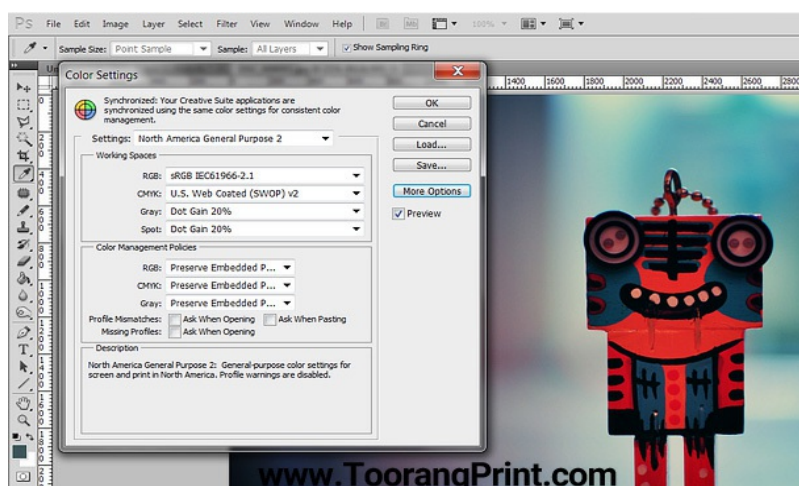 PS File Edit Image Layer Select Filter View Window Help Br Mb 100%
Sample Size: Point Sample Sample: All Layers Show Sampling Ring
Color Settings
1400 1600 1800 2000 2200 2400 2600 2800
Synchronized: Your Creative Suite applications are
synchronized using the same color settings for consistent color
management.
OK
Cancel
Load...
Save...
More Options
Preview
Settings: North America General Purpose 2
Working Spaces
RGB: sRGB IEC61966-2.1
CMYK: U.S. Web Coated (SWOP) v2
Gray: Dot Gain 20%
Spot: Dot Gain 20%
Color Management Policies
RGB: Preserve Embedded P...
CMYK: Preserve Embedded P...
Gray: Preserve Embedded P...
Profile Mismatches: Ask When Opening Ask When Pasting
Missing Profiles: Ask When Opening
Description
North America General Purpose 2: General-purpose color settings for
screen and print in North America. Profile warnings are disabled.
www.ToorangPrint.com